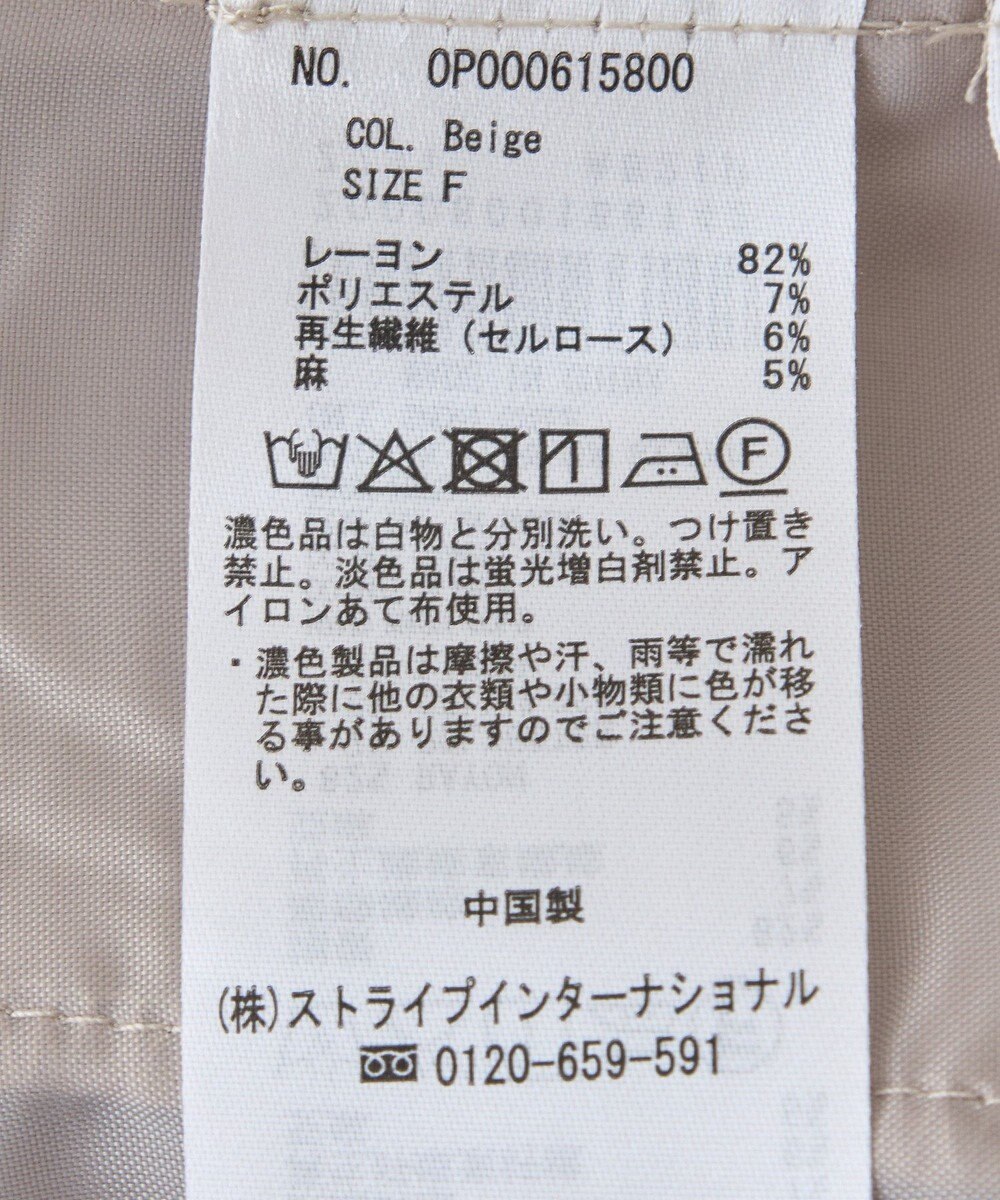 NO. 0P000615800
COL. Beige
SIZE F
レーヨン 82%
ポリエステル 7%
再生繊維（セルロース） 6%
麻 5%
F
濃色品は白物と分別洗い。つけ置き
禁止。淡色品は蛍光増白剤禁止。ア
イロンあて布使用。
・濃色製品は摩擦や汗、雨等で濡れ
た際に他の衣類や小物類に色が移
る事がありますのでご注意くださ
い。
中国製
(株)ストライプインターナショナル
0120-659-591